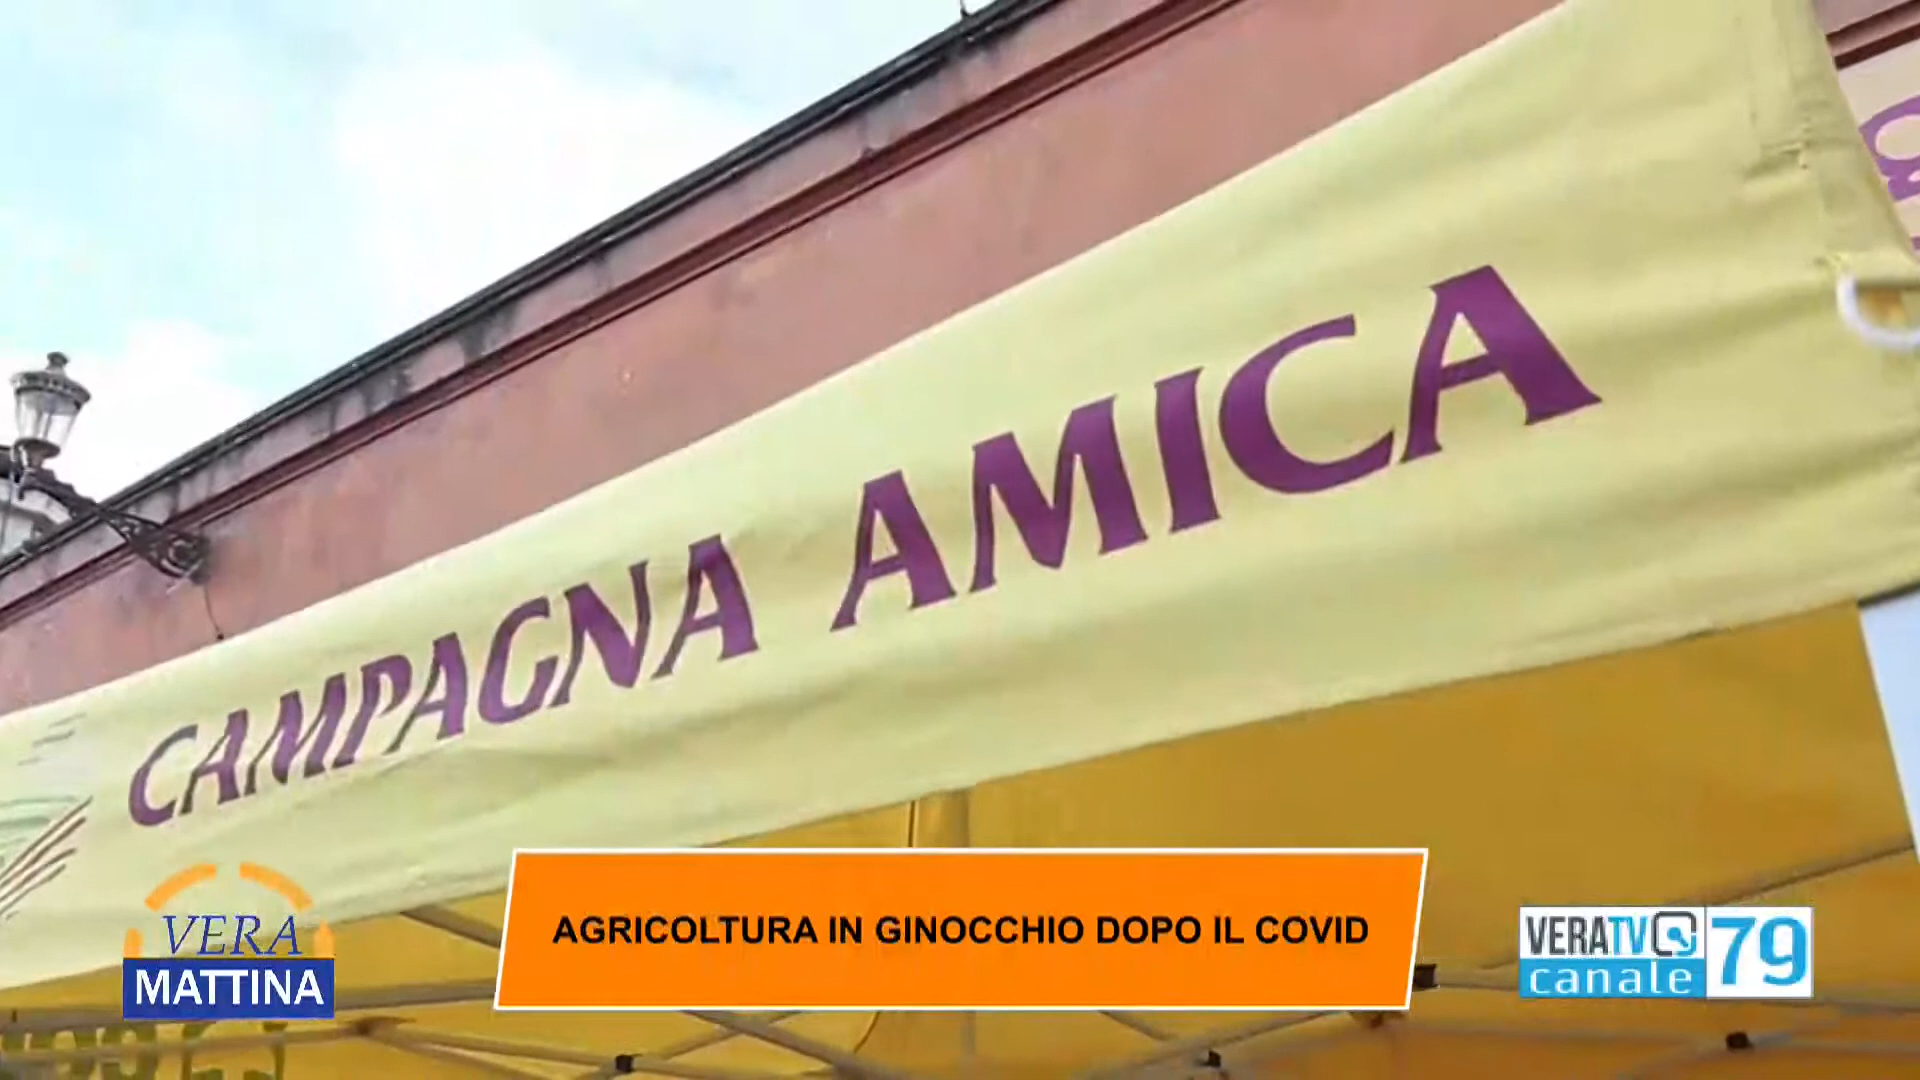 CAMPAGNA AMICA
VERA
MATTINA
AGRICOLTURA IN GINOCCHIO DOPO IL COVID
VERATV
canale
79